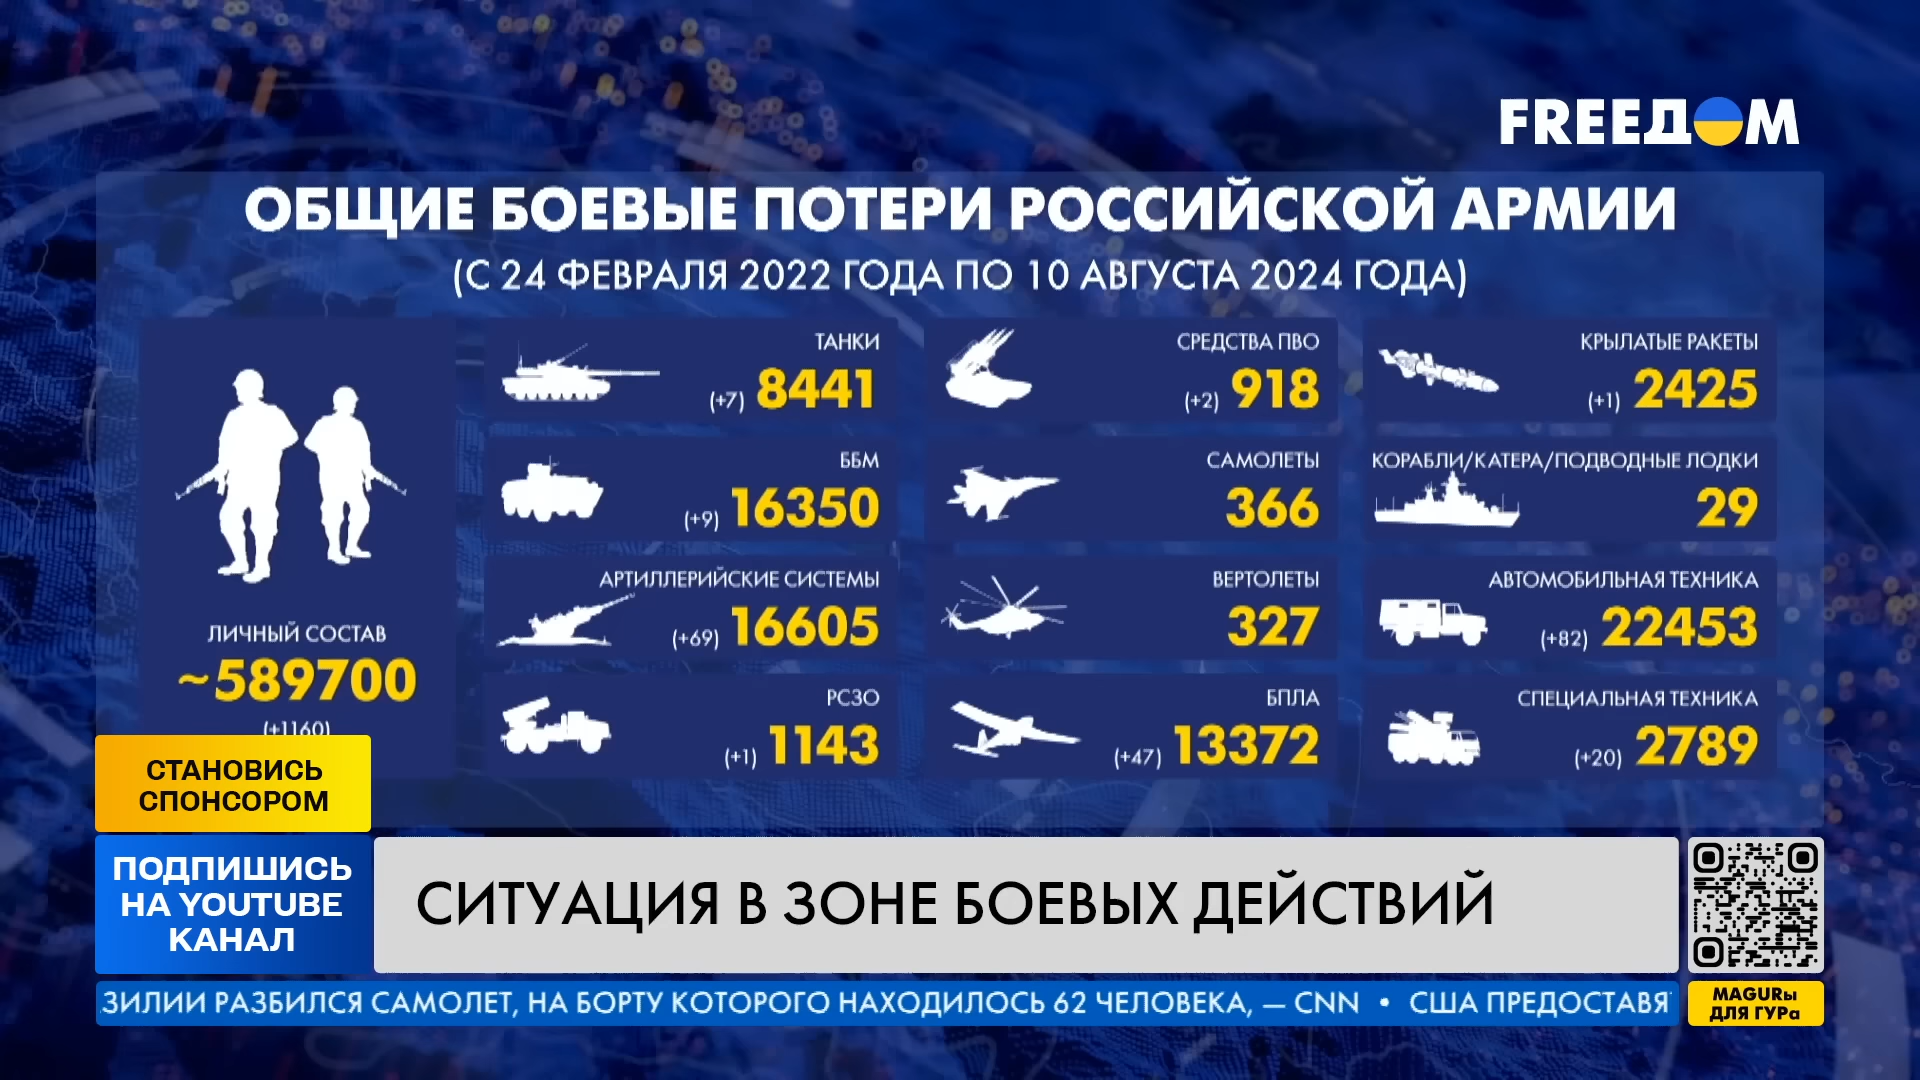 FREEДOM
ОБЩИЕ БОЕВЫЕ ПОТЕРИ РОССИЙСКОЙ АРМИИ
(С 24 ФЕВРАЛЯ 2022 ГОДА ПО 10 АВГУСТА 2024 ГОДА)
ЛИЧНЫЙ СОСТАВ
~589700
(+1160)
ТАНКИ
(+7) 8441
ББМ
(+9) 16350
АРТИЛЛЕРИЙСКИЕ СИСТЕМЫ
(+69) 16605
РСЗО
(+1) 1143
СРЕДСТВА ПВО
(+2) 918
САМОЛЕТЫ
366
ВЕРТОЛЕТЫ
327
БПЛА
(+47) 13372
КРЫЛАТЫЕ РАКЕТЫ
(+1) 2425
КОРАБЛИ/КАТЕРА/ПОДВОДНЫЕ ЛОДКИ
29
АВТОМОБИЛЬНАЯ ТЕХНИКА
(+82) 22453
СПЕЦИАЛЬНАЯ ТЕХНИКА
(+20) 2789
СТАНОВИСЬ
СПОНСОРОМ
ПОДПИШИСЬ
НА YOUTUBE
КАНАЛ
СИТУАЦИЯ В ЗОНЕ БОЕВЫХ ДЕЙСТВИЙ
ЗИЛИИ РАЗБИЛСЯ САМОЛЕТ, НА БОРТУ КОТОРОГО НАХОДИЛОСЬ 62 ЧЕЛОВЕКА, — CNN • США ПРЕДОСТАВЯ
MAGURы
ДЛЯ ГУРа